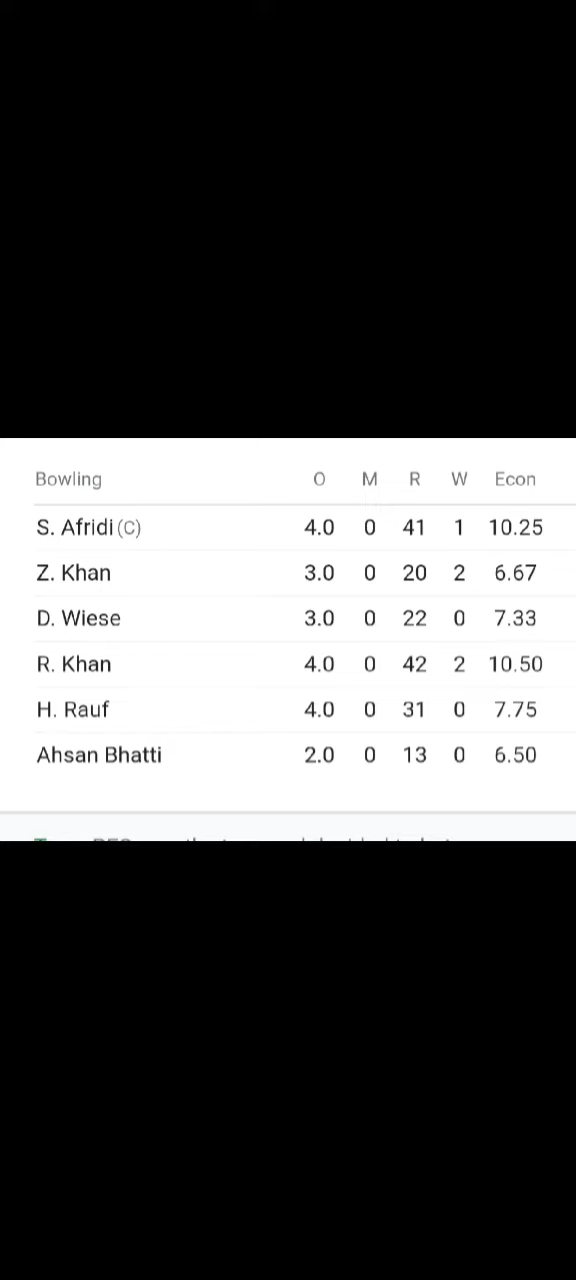 Bowling O M R W Econ
S. Afridi (C) 4.0 0 41 1 10.25
Z. Khan 3.0 0 20 2 6.67
D. Wiese 3.0 0 22 0 7.33
R. Khan 4.0 0 42 2 10.50
H. Rauf 4.0 0 31 0 7.75
Ahsan Bhatti 2.0 0 13 0 6.50